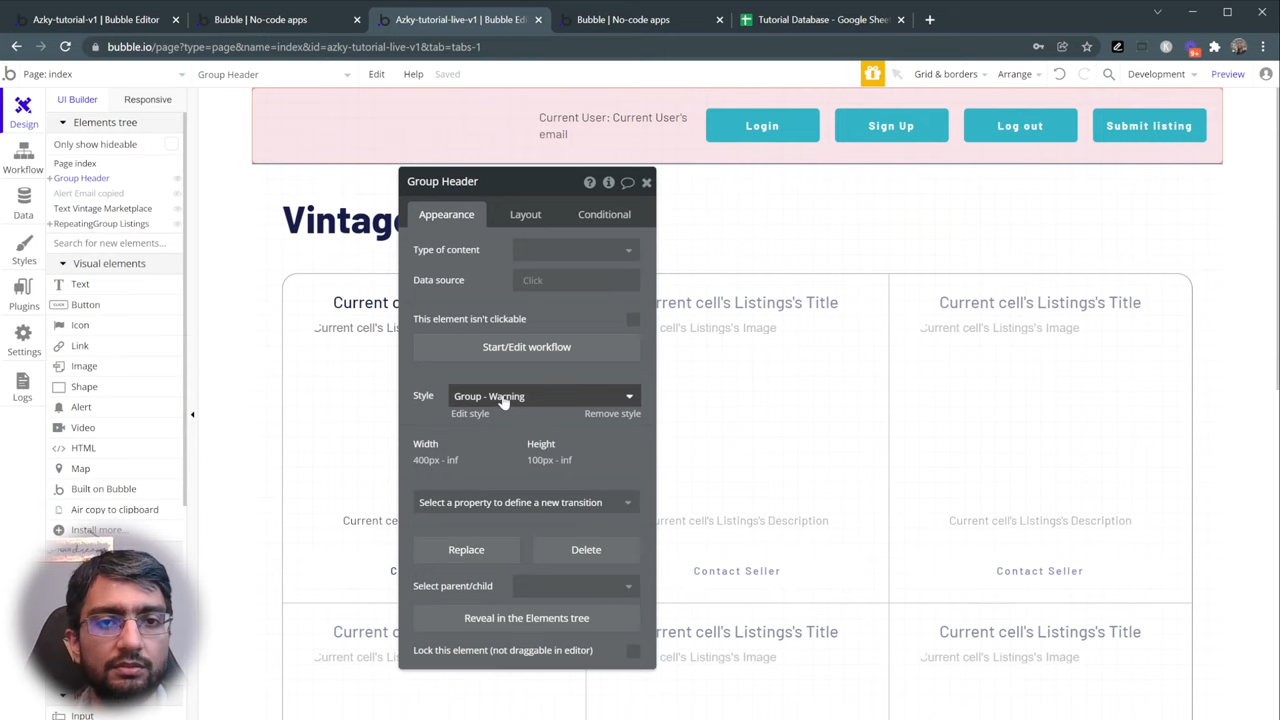 Azky-tutorial-v1 | Bubble Editor
Bubble | No-code apps
Azky-tutorial-live-v1 | Bubble Edi
Bubble | No-code apps
Tutorial Database - Google Shee
bubble.io/page?type=page&name=index&id=azky-tutorial-live-v1&tab=tabs-1
9+
Page: index
Group Header
Edit
Help
Saved
Grid & borders
Arrange
Development
Preview
UI Builder
Responsive
Design
Workflow
Data
Styles
Plugins
Settings
Logs
Elements tree
Only show hideable
Page index
Group Header
Alert Email copied
Text Vintage Marketplace
RepeatingGroup Listings
Search for new elements...
Visual elements
Text
Button
Icon
Link
Image
Shape
Alert
Video
HTML
Map
Built on Bubble
Air copy to clipboard
Install more...
Input
Current User: Current User's
email
Login
Sign Up
Log out
Submit listing
Group Header
Appearance
Layout
Conditional
Type of content
Data source
Click
This element isn't clickable
Start/Edit workflow
Style
Group - Warning
Edit style
Remove style
Width
Height
400px - inf
100px - inf
Select a property to define a new transition
Replace
Delete
Select parent/child
Reveal in the Elements tree
Lock this element (not draggable in editor)
Current cell's Listings's Title
Current cell's Listings's Image
Current cell's Listings's Description
Contact Seller
Current cell's Listings's Title
Current cell's Listings's Image
Current cell's Listings's Description
Contact Seller
Current cell's Listings's Title
Current cell's Listings's Image
Current cell's Listings's Title
Current cell's Listings's Image